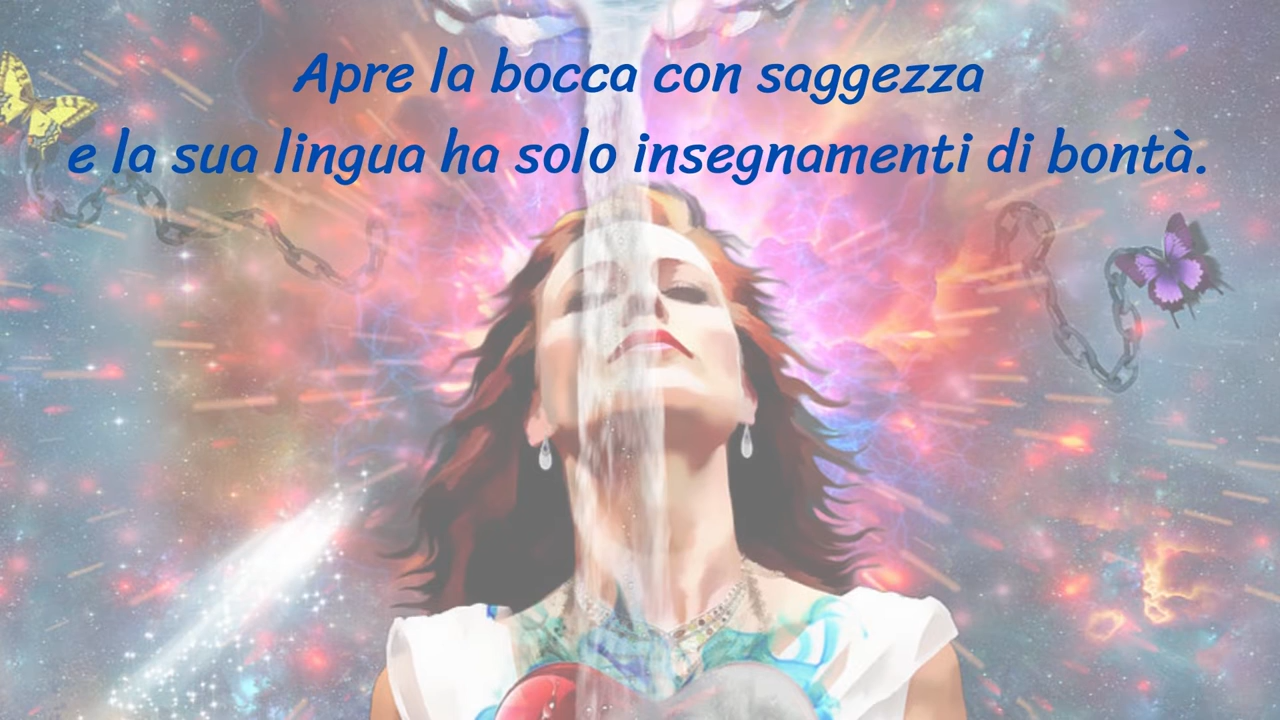 Apre la bocca con saggezza
e la sua lingua ha solo insegnamenti di bontà.